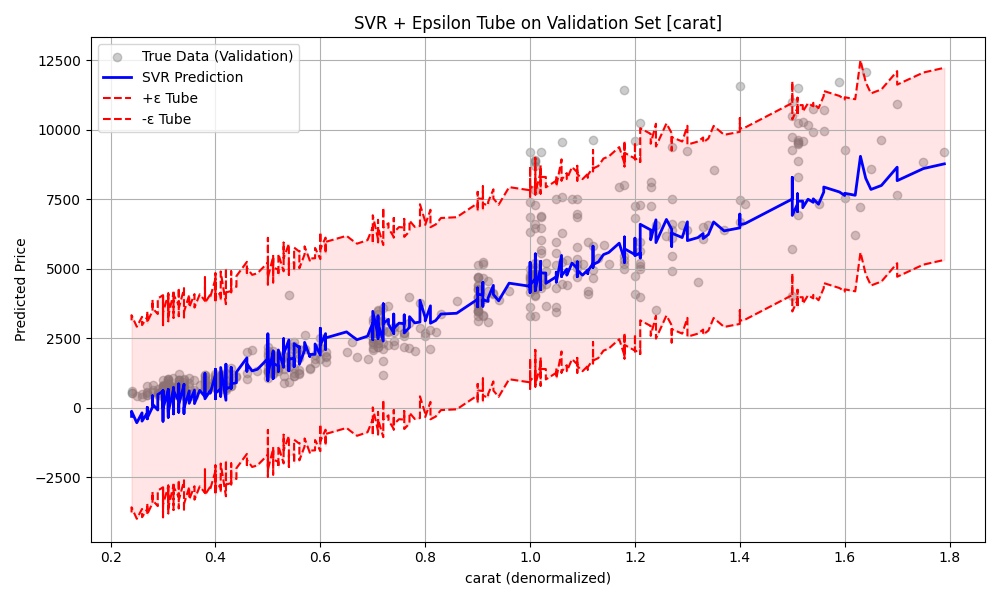 SVR + Epsilon Tube on Validation Set [carat]
True Data (Validation)
SVR Prediction
+ε Tube
-ε Tube
Predicted Price
12500
10000
7500
5000
2500
0
−2500
0.2 0.4 0.6 0.8 1.0 1.2 1.4 1.6 1.8
carat (denormalized)